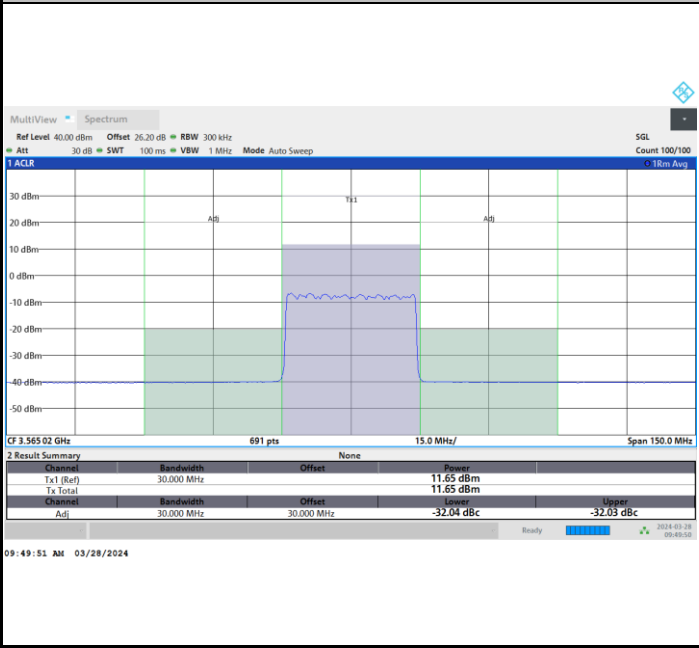 MultiView Spectrum
Ref Level 40.00 dBm Offset 26.20 dB RBW 300 kHz SGL
Att 30 dB SWT 100 ms VBW 1 MHz Mode Auto Sweep Count 100/100
1 ACLR 1Rm Avg
30 dBm
Tx1
20 dBm
Adj Adj
10 dBm
0 dBm
-10 dBm
-20 dBm
-30 dBm
-40 dBm
-50 dBm
CF 3.565 02 GHz 691 pts 15.0 MHz/ Span 150.0 MHz
2 Result Summary None
Channel Bandwidth Offset Power
Tx1 (Ref) 30.000 MHz 11.65 dBm
Tx Total 11.65 dBm
Channel Bandwidth Offset Lower Upper
Adj 30.000 MHz 30.000 MHz -32.04 dBc -32.03 dBc
Ready 2024-03-28
09:49:50
09:49:51 AM 03/28/2024